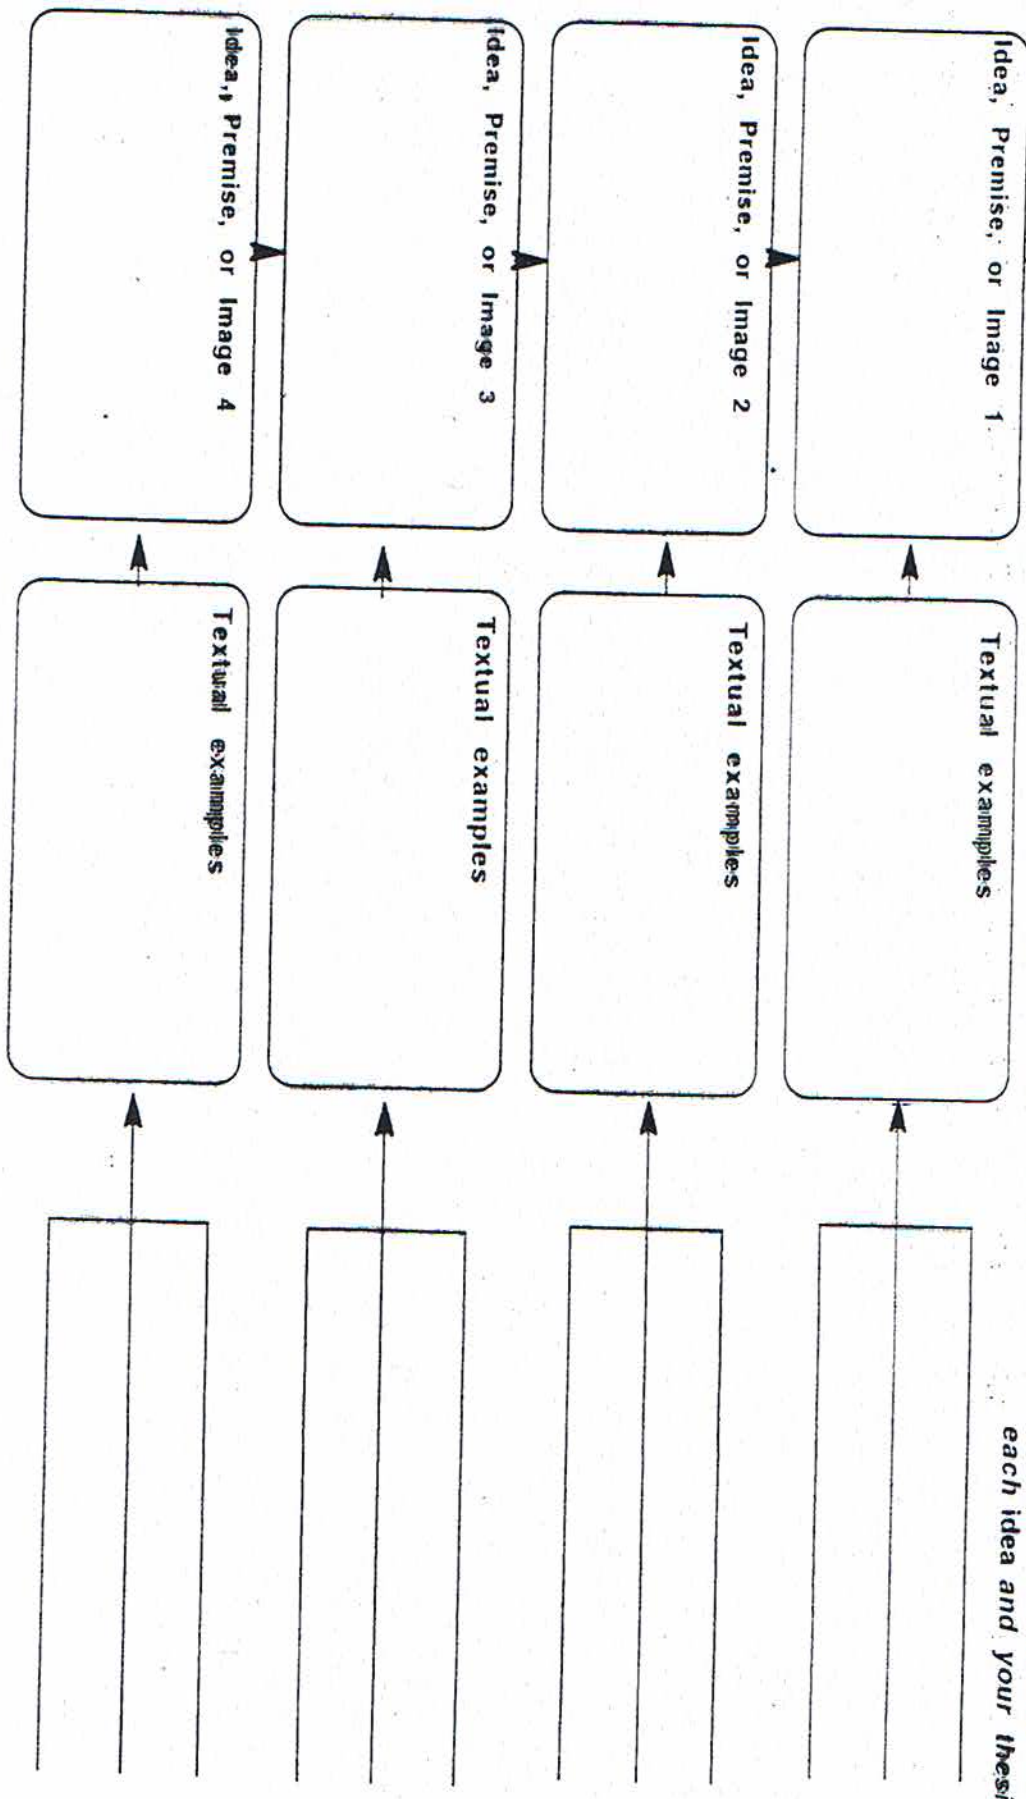 each idea and your thesi
Idea, Premise, or Image 1
Textual examples
Idea, Premise, or Image 2
Textual examples
Idea, Premise, or Image 3
Textual examples
Idea,, Premise, or Image 4
Textual examples